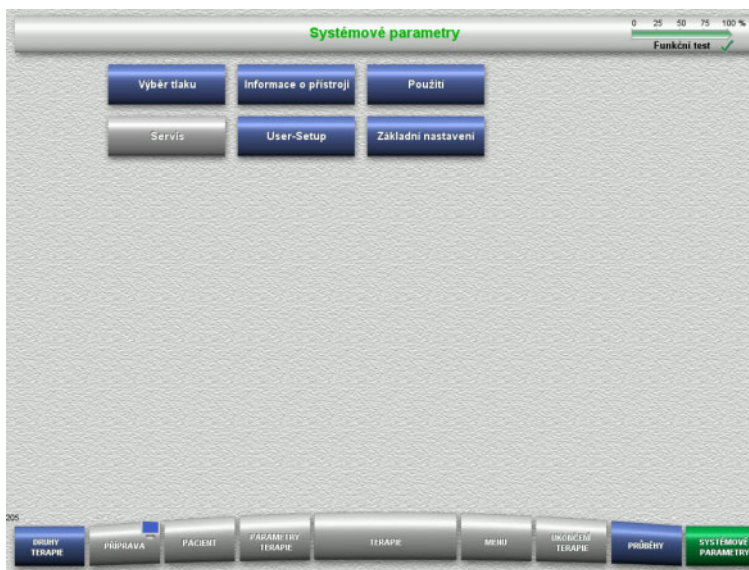 Systémové parametry
0 25 50 75 100 %
Funkční test
Výběr tlaku
Informace o přístroji
Použití
Servis
User-Setup
Základní nastavení
205
DRUHY
TERAPIE
PŘÍPRAVA
PACIENT
PARAMETRY
TERAPIE
TERAPIE
MENU
UKONČENÍ
TERAPIE
PRŮBĚHY
SYSTÉMOVÉ
PARAMETRY